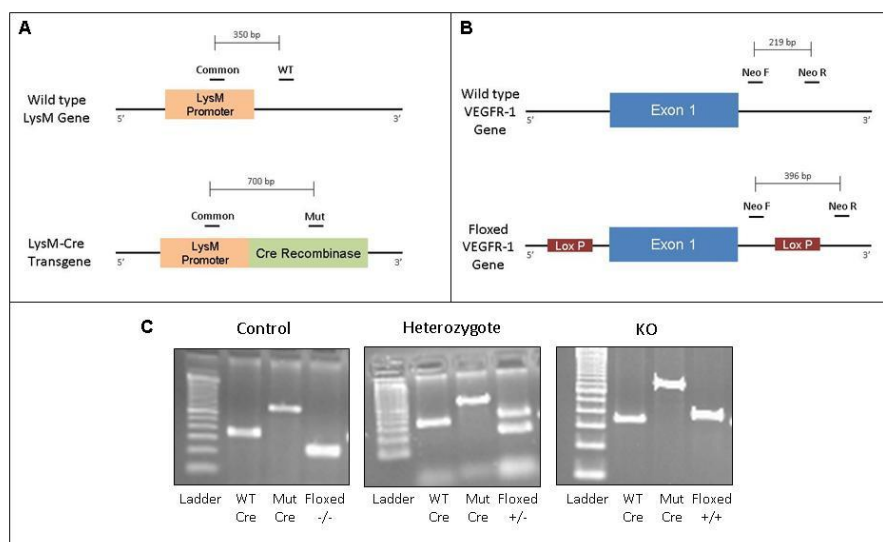 A
350 bp
Common
WT
Wild type
LysM Gene
LysM
Promoter
5'
3'
700 bp
Common
Mut
LysM-Cre
Transgene
LysM
Promoter
Cre Recombinase
5'
3'
B
219 bp
Neo F
Neo R
Wild type
VEGFR-1
Gene
Exon 1
5'
3'
396 bp
Neo F
Neo R
Floxed
VEGFR-1
Gene
Lox P
Exon 1
Lox P
5'
3'
C
Control
Heterozygote
KO
Ladder
WT
Cre
Mut
Cre
Floxed
-/-
Ladder
WT
Cre
Mut
Cre
Floxed
+/-
Ladder
WT
Cre
Mut
Cre
Floxed
+/+